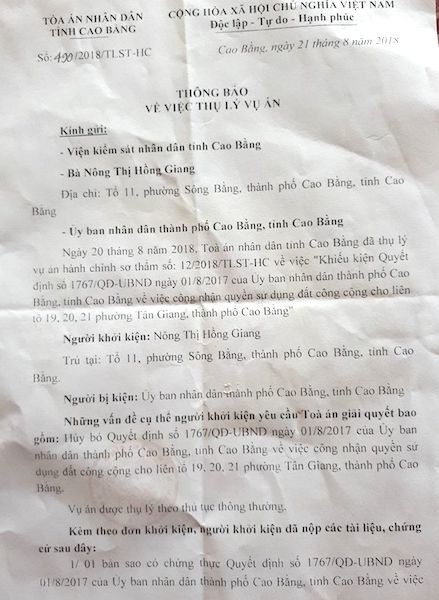 TÒA ÁN NHÂN DÂN
TỈNH CAO BẰNG
Số: 490/2018/TLST-HC
CỘNG HÒA XÃ HỘI CHỦ NGHĨA VIỆT NAM
Độc lập - Tự do - Hạnh phúc
Cao Bằng, ngày 21 tháng 8 năm 2018
THÔNG BÁO
VỀ VIỆC THỤ LÝ VỤ ÁN
Kính gửi:
- Viện kiểm sát nhân dân tỉnh Cao Bằng
- Bà Nông Thị Hồng Giang
Địa chỉ: Tổ 11, phường Sông Bằng, thành phố Cao Bằng, tỉnh Cao
Bằng
- Ủy ban nhân dân thành phố Cao Bằng, tỉnh Cao Bằng
Ngày 20 tháng 8 năm 2018, Toà án nhân dân tỉnh Cao Bằng đã thụ lý
vụ án hành chính sơ thẩm số: 12/2018/TLST-HC về việc "Khiếu kiện Quyết
định số 1767/QĐ-UBND ngày 01/8/2017 của Ủy ban nhân dân thành phố Cao
Bằng, tỉnh Cao Bằng về việc công nhận quyền sử dụng đất công cộng cho liên
tổ 19, 20, 21 phường Tân Giang, thành phố Cao Bằng"
Người khởi kiện: Nông Thị Hồng Giang
Trú tại: Tổ 11, phường Sông Bằng, thành phố Cao Bằng, tỉnh Cao
Bằng.
Người bị kiện: Ủy ban nhân dân thành phố Cao Bằng, tỉnh Cao Bằng
Những vấn đề cụ thể người khởi kiện yêu cầu Toà án giải quyết bao
gồm: Hủy bỏ Quyết định số 1767/QĐ-UBND ngày 01/8/2017 của Ủy ban
nhân dân thành phố Cao Bằng, tỉnh Cao Bằng về việc công nhận quyền sử
dụng đất công cộng cho liên tổ 19, 20, 21 phường Tân Giang, thành phố Cao
Bằng.
Vụ án được thụ lý theo thủ tục thông thường.
Kèm theo đơn khởi kiện, người khởi kiện đã nộp các tài liệu, chứng
cứ sau đây:
1/ 01 bản sao có chứng thực Quyết định số 1767/QĐ-UBND ngày
01/8/2017 của Ủy ban nhân dân thành phố Cao Bằng, tỉnh Cao Bằng về việc